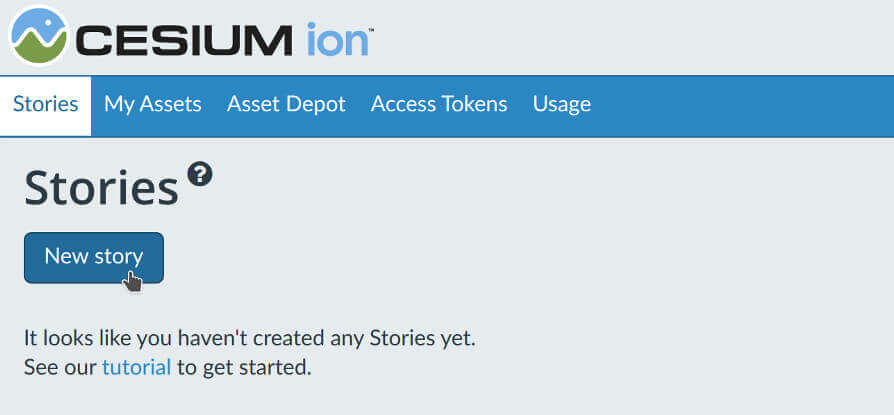 CESIUM ion™
Stories My Assets Asset Depot Access Tokens Usage
Stories ?
New story
It looks like you haven't created any Stories yet.
See our tutorial to get started.